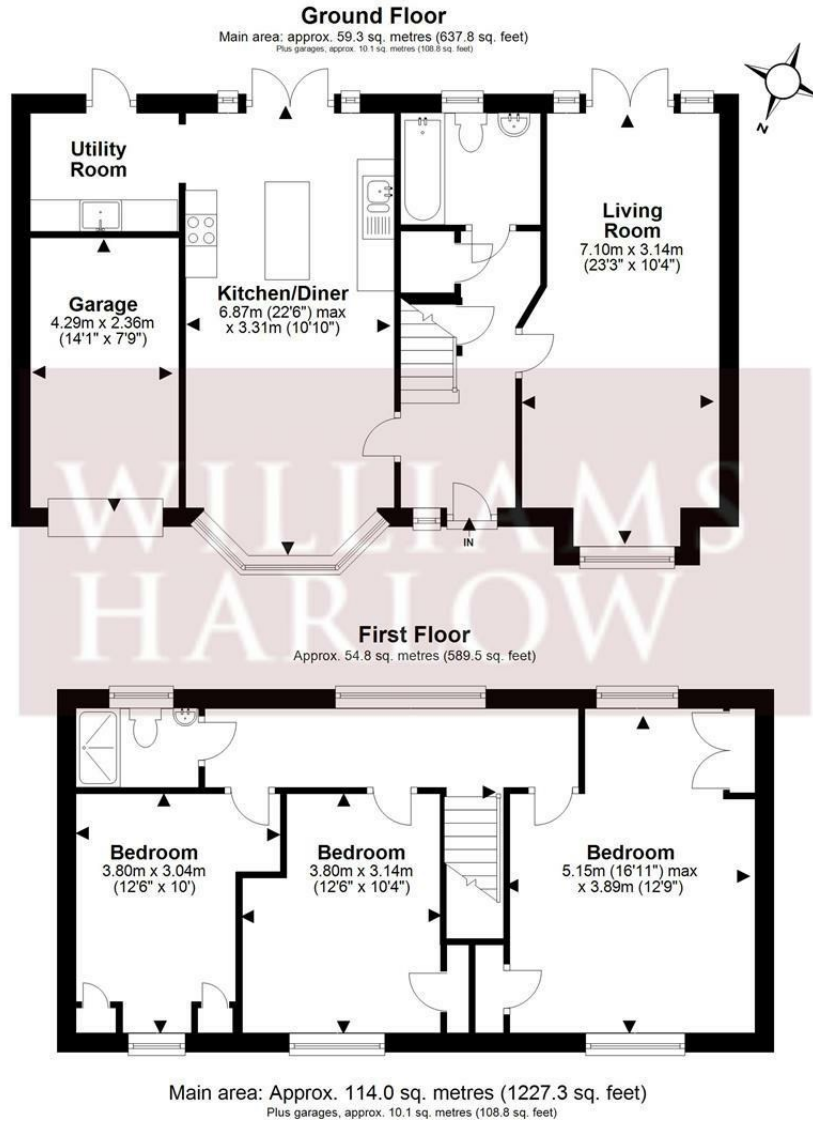 Ground Floor
Main area: approx. 59.3 sq. metres (637.8 sq. feet)
Plus garages, approx. 10.1 sq. metres (108.8 sq. feet)
N
Utility
Room
Living
Room
7.10m x 3.14m
(23'3" x 10'4")
Kitchen/Diner
6.87m (22'6") max
x 3.31m (10'10")
Garage
4.29m x 2.36m
(14'1" x 7'9")
IN
WILLIAMS
HARLOW
First Floor
Approx. 54.8 sq. metres (589.5 sq. feet)
Bedroom
3.80m x 3.04m
(12'6" x 10')
Bedroom
3.80m x 3.14m
(12'6" x 10'4")
Bedroom
5.15m (16'11") max
x 3.89m (12'9")
Main area: Approx. 114.0 sq. metres (1227.3 sq. feet)
Plus garages, approx. 10.1 sq. metres (108.8 sq. feet)